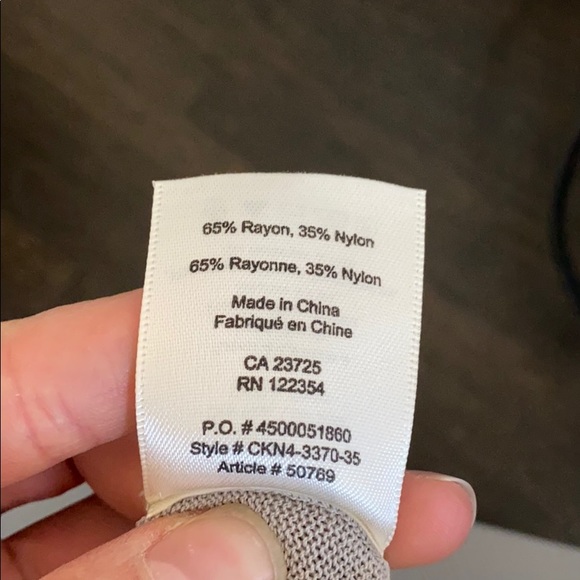 65% Rayon, 35% Nylon
65% Rayonne, 35% Nylon
Made in China
Fabriqué en Chine
CA 23725
RN 122354
P.O. # 4500051860
Style # CKN4-3370-35
Article # 50769